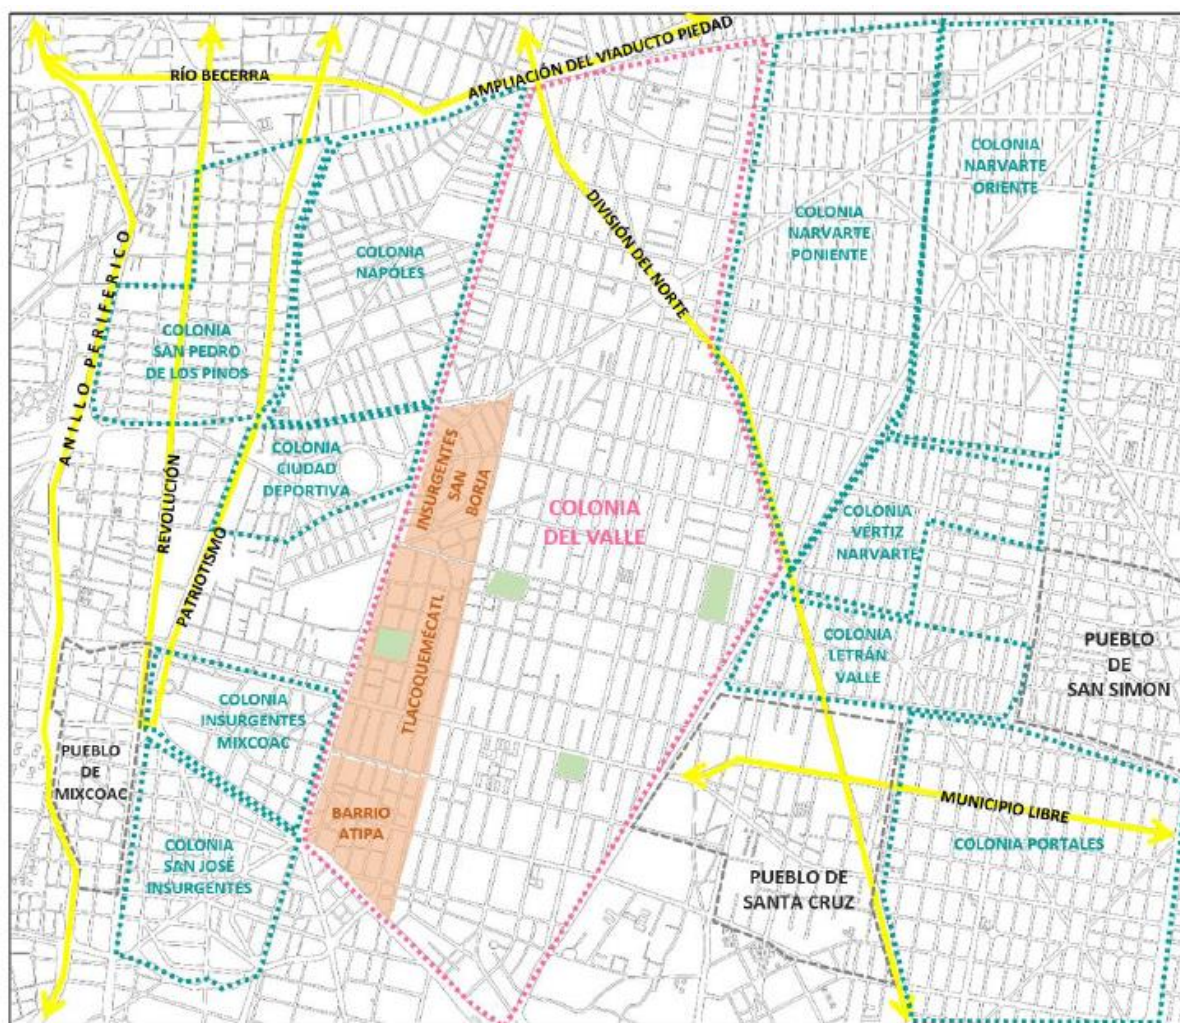 AMPLIACIÓN DEL VIADUCTO PIEDAD
RÍO BECERRA
COLONIA
NARVARTE
ORIENTE
COLONIA
NARVARTE
PONIENTE
COLONIA
NAPÓLES
DIVISIÓN DEL NORTE
ANILLO PERIFERICO
COLONIA
SAN PEDRO
DE LOS PINOS
COLONIA
CIUDAD
DEPORTIVA
INSURGENTES
SAN
BORJA
REVOLUCIÓN
COLONIA
DEL VALLE
COLONIA
VÉRTIZ
NARVARTE
PATRIOTISMO
TLACOQUEMÉCATL
COLONIA
LETRÁN
VALLE
PUEBLO
DE
SAN SIMON
COLONIA
INSURGENTES
MIXCOAC
PUEBLO
DE
MIXCOAC
MUNICIPIO LIBRE
BARRIO
ATIPA
COLONIA PORTALES
COLONIA
SAN JOSÉ
INSURGENTES
PUEBLO DE
SANTA CRUZ